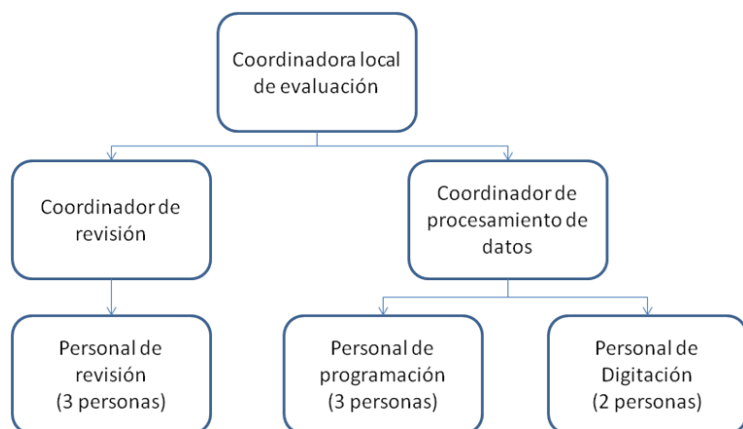 Coordinadora local
de evaluación
Coordinador de
revisión
Coordinador de
procesamiento de
datos
Personal de
revisión
(3 personas)
Personal de
programación
(3 personas)
Personal de
Digitación
(2 personas)